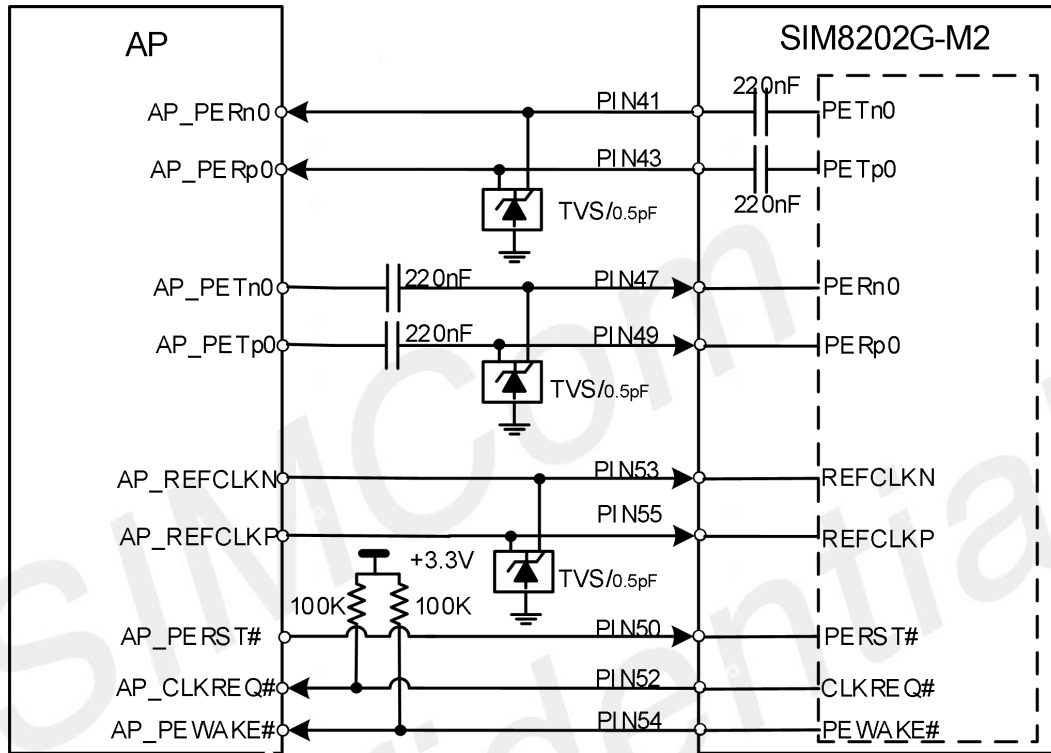 AP
SIM8202G-M2
AP_PERn0
PIN41
220nF
PETn0
AP_PERp0
PIN43
220nF
PETp0
TVS/0.5pF
AP_PETn0
220nF
PIN47
PERn0
AP_PETp0
220nF
PIN49
PERp0
TVS/0.5pF
AP_REFCLKN
PIN53
REFCLKN
AP_REFCLKP
PIN55
REFCLKP
+3.3V
TVS/0.5pF
100K
100K
AP_PERST#
PIN50
PERST#
AP_CLKREQ#
PIN52
CLKREQ#
AP_PEWAKE#
PIN54
PEWAKE#
SIMCom